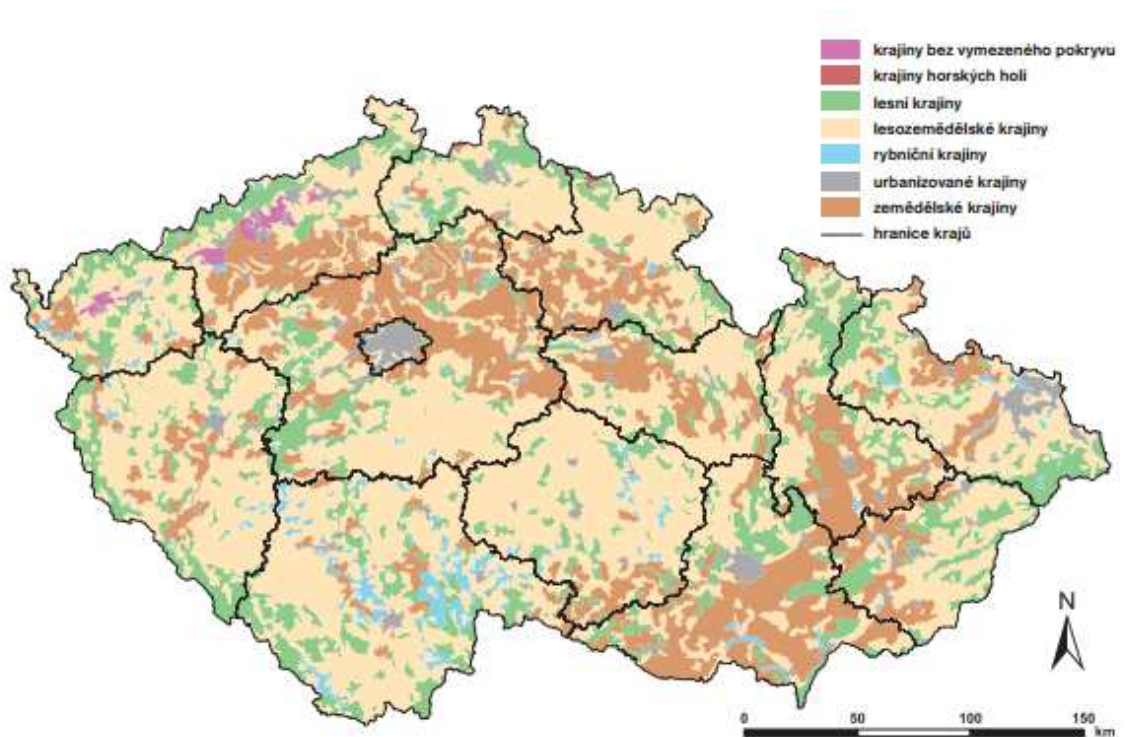 krajiny bez vymezeného pokryvu
krajiny horských holí
lesní krajiny
lesozemědělské krajiny
rybniční krajiny
urbanizované krajiny
zemědělské krajiny
hranice krajů
N
0 50 100 150
km